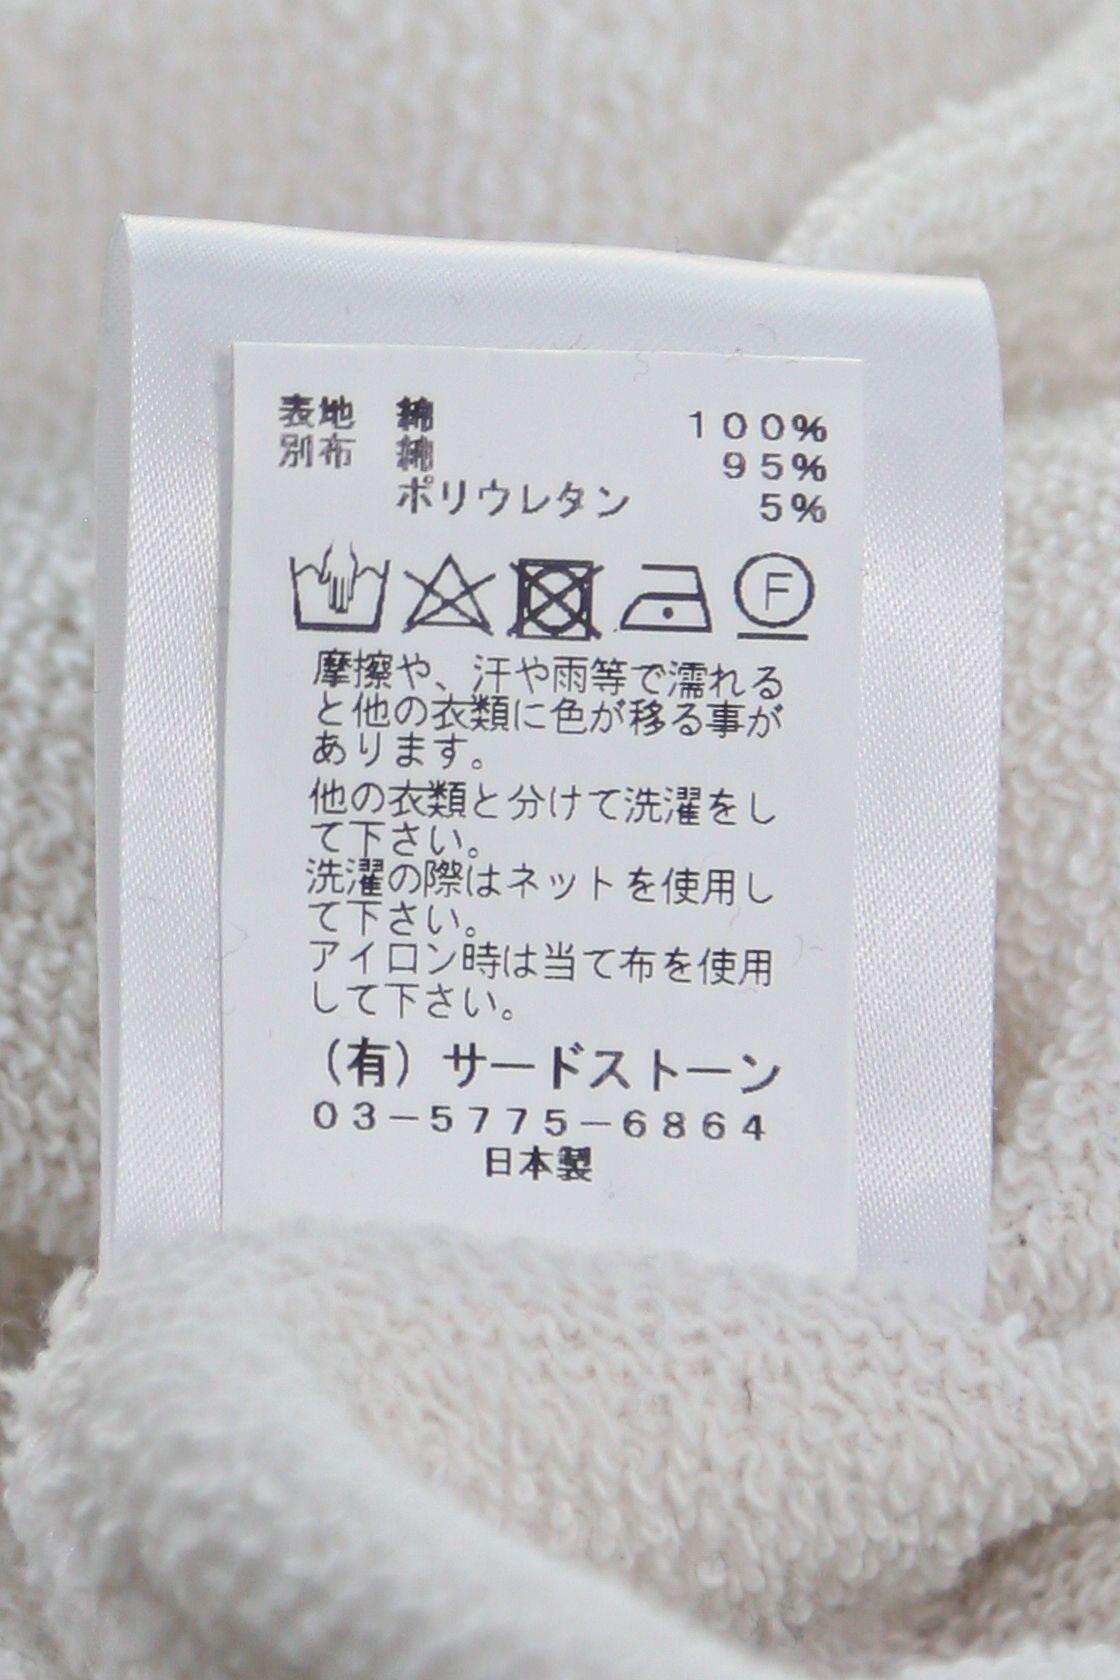 表地 綿 100%
別布 綿 95%
ポリウレタン 5%
F
摩擦や、汗や雨等で濡れる
と他の衣類に色が移る事が
あります。
他の衣類と分けて洗濯をし
て下さい。
洗濯の際はネットを使用し
て下さい。
アイロン時は当て布を使用
して下さい。
(有)サードストーン
03-5775-6864
日本製